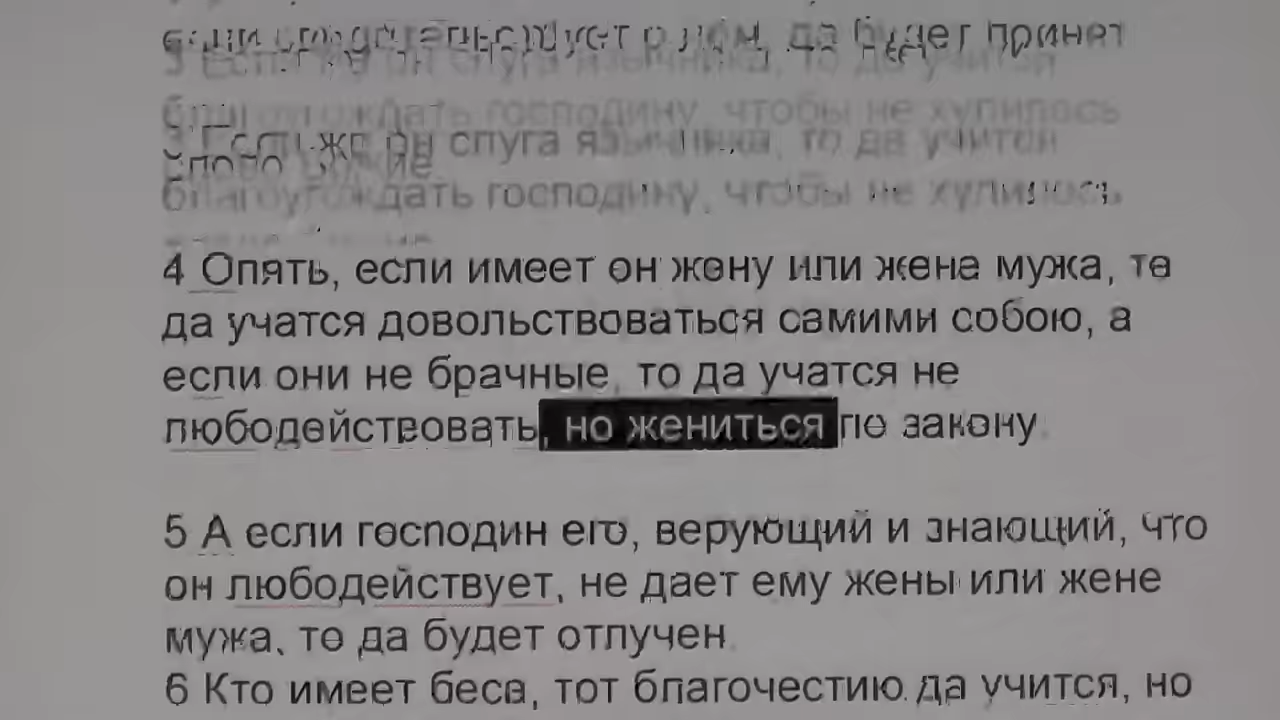 да будет принят
3 Если же он слуга язычника, то да учится
благоугождать господину, чтобы не хулилось
4 Опять, если имеет он жену или жена мужа, то
да учатся довольствоваться самими собою, а
если они не брачные, то да учатся не
любодействовать, но жениться по закону.
5 А если господин его, верующий и знающий, что
он любодействует, не дает ему жены или жене
мужа, то да будет отлучен.
6 Кто имеет беса, тот благочестию да учится, но